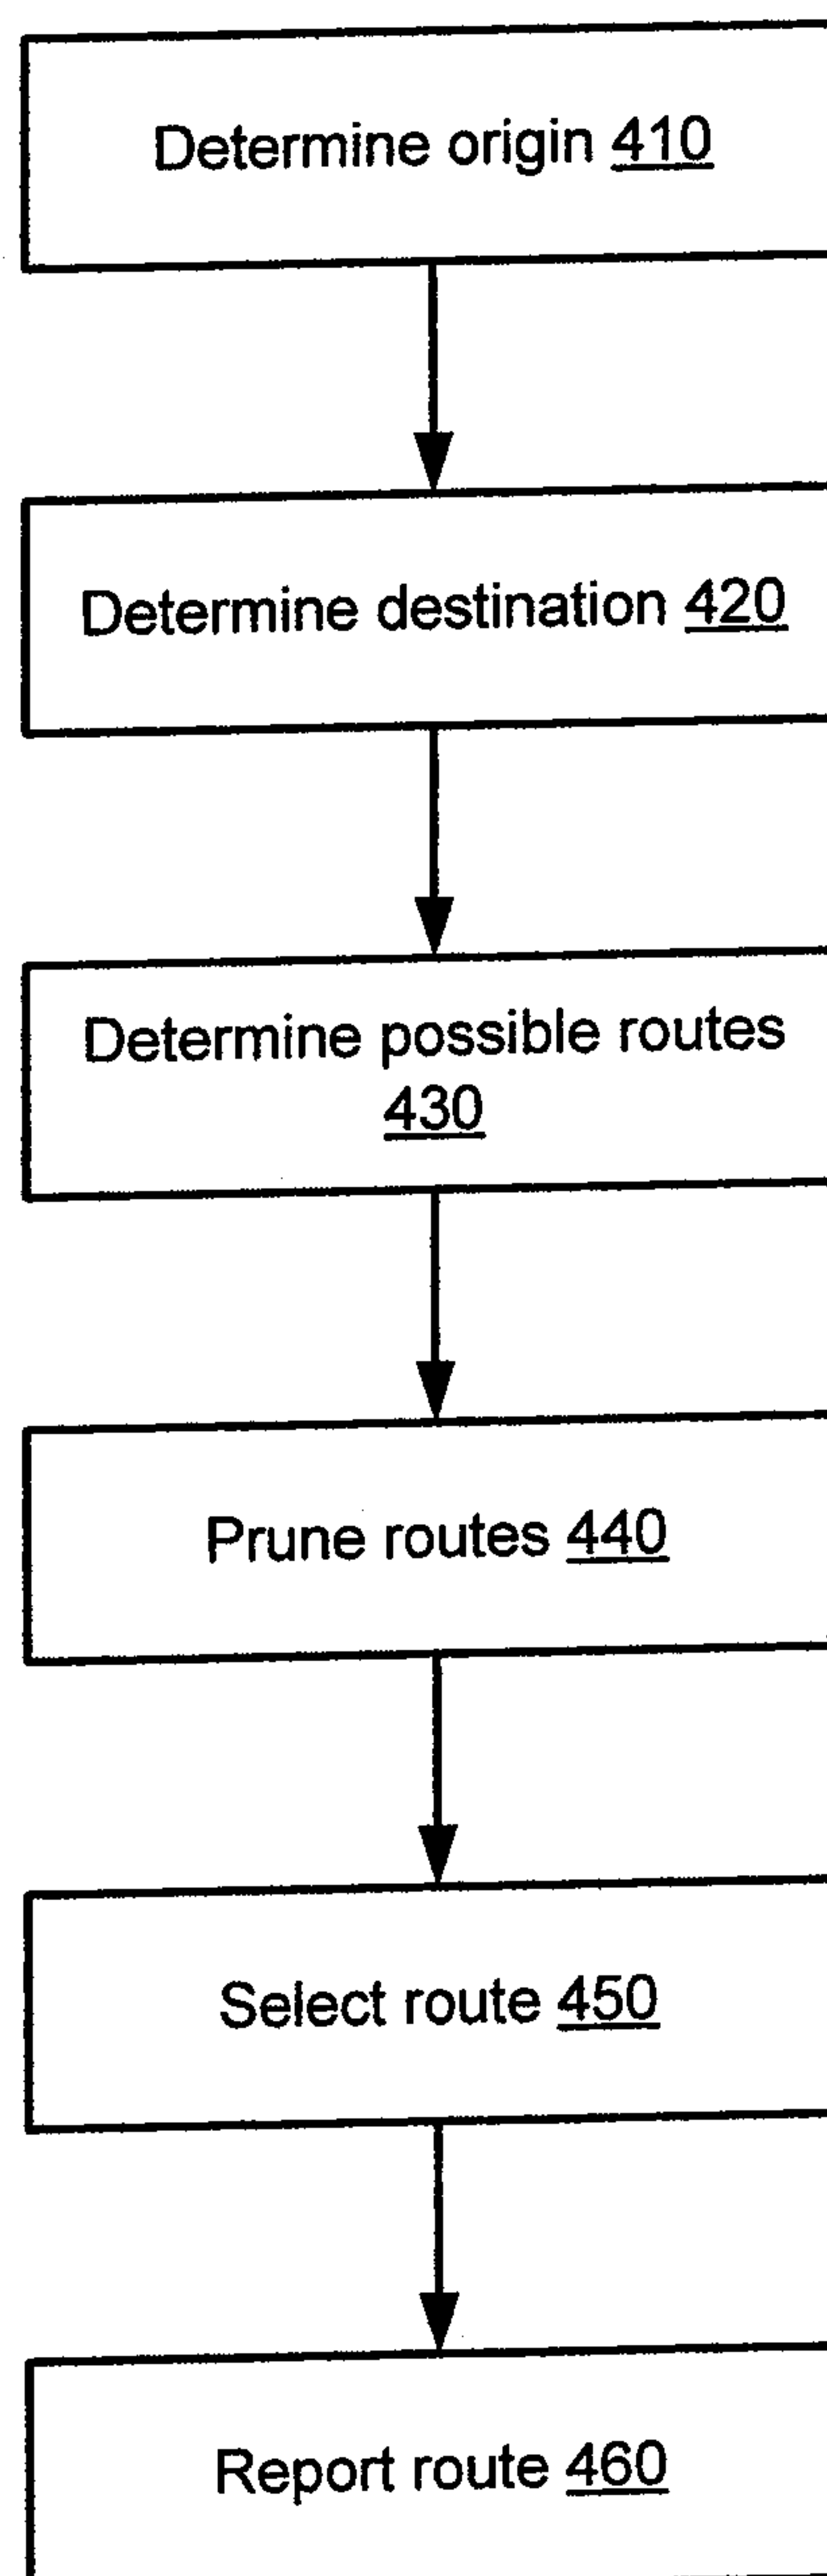 Determine origin 410
Determine destination 420
Determine possible routes
430
Prune routes 440
Select route 450
Report route 460